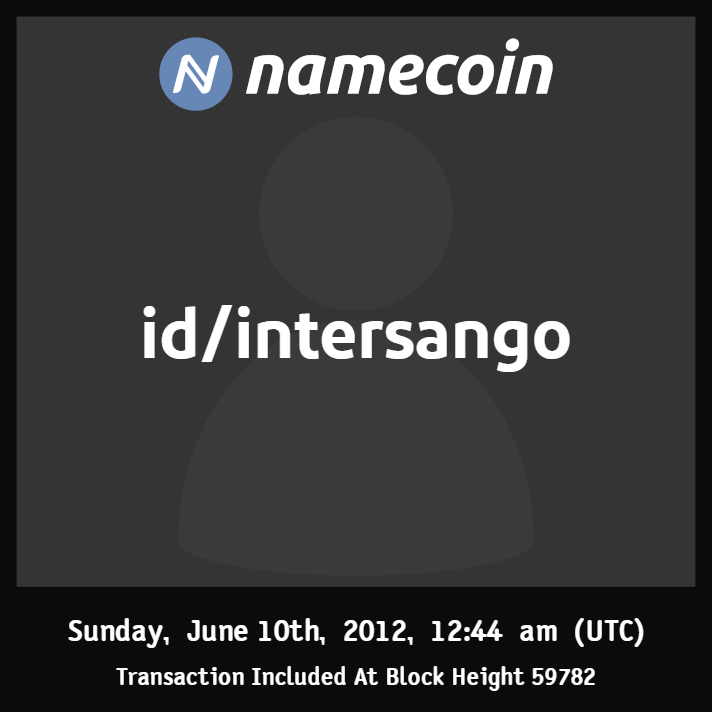 namecoin
id/intersango
Sunday, June 10th, 2012, 12:44 am (UTC)
Transaction Included At Block Height 59782